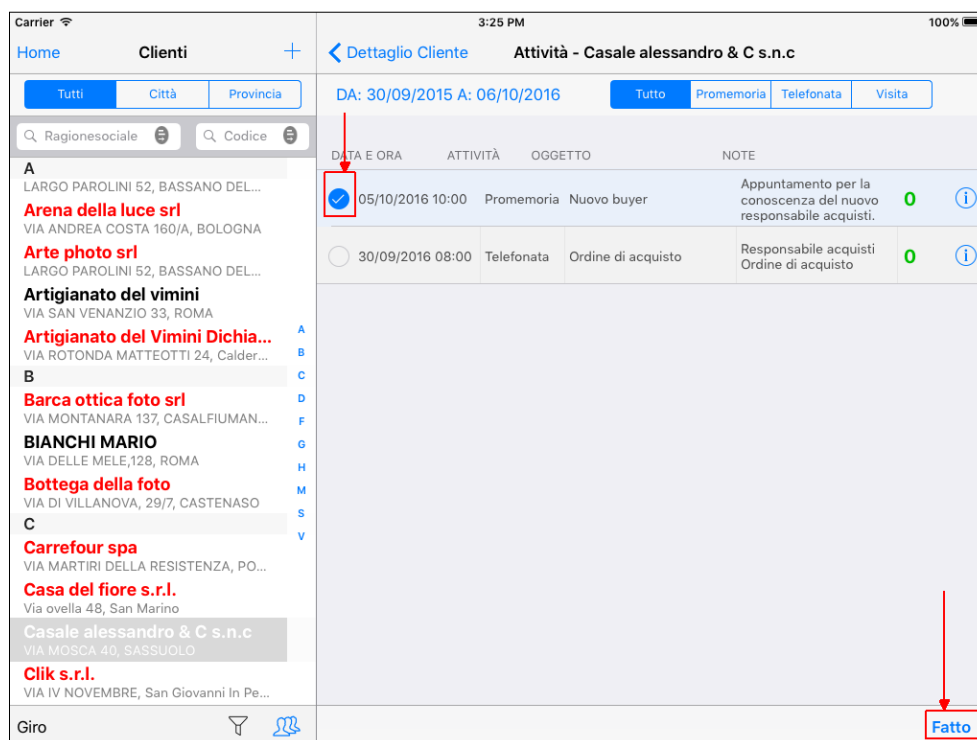 Carrier 3:25 PM 100%
Home Clienti +
Dettaglio Cliente Attività - Casale alessandro & C s.n.c
Tutti Città Provincia
DA: 30/09/2015 A: 06/10/2016 Tutto Promemoria Telefonata Visita
Ragionesociale Codice
A
LARGO PAROLINI 52, BASSANO DEL...
Arena della luce srl
VIA ANDREA COSTA 160/A, BOLOGNA
Arte photo srl
LARGO PAROLINI 52, BASSANO DEL...
Artigianato del vimini
VIA SAN VENANZIO 33, ROMA
Artigianato del Vimini Dichia...
VIA ROTONDA MATTEOTTI 24, Calder...
B
Barca ottica foto srl
VIA MONTANARA 137, CASALFIUMAN...
BIANCHI MARIO
VIA DELLE MELE,128, ROMA
Bottega della foto
VIA DI VILLANOVA, 29/7, CASTENASO
C
Carrefour spa
VIA MARTIRI DELLA RESISTENZA, PO...
Casa del fiore s.r.l.
Via ovella 48, San Marino
Casale alessandro & C s.n.c
VIA MOSCA 40, SASSUOLO
Clik s.r.l.
VIA IV NOVEMBRE, San Giovanni In Pe...
A
B
C
D
F
G
H
M
S
V
Giro
DATA E ORA ATTIVITÀ OGGETTO NOTE
05/10/2016 10:00 Promemoria Nuovo buyer
Appuntamento per la
conoscenza del nuovo
responsabile acquisti.
0
30/09/2016 08:00 Telefonata Ordine di acquisto
Responsabile acquisti
Ordine di acquisto
0
Fatto